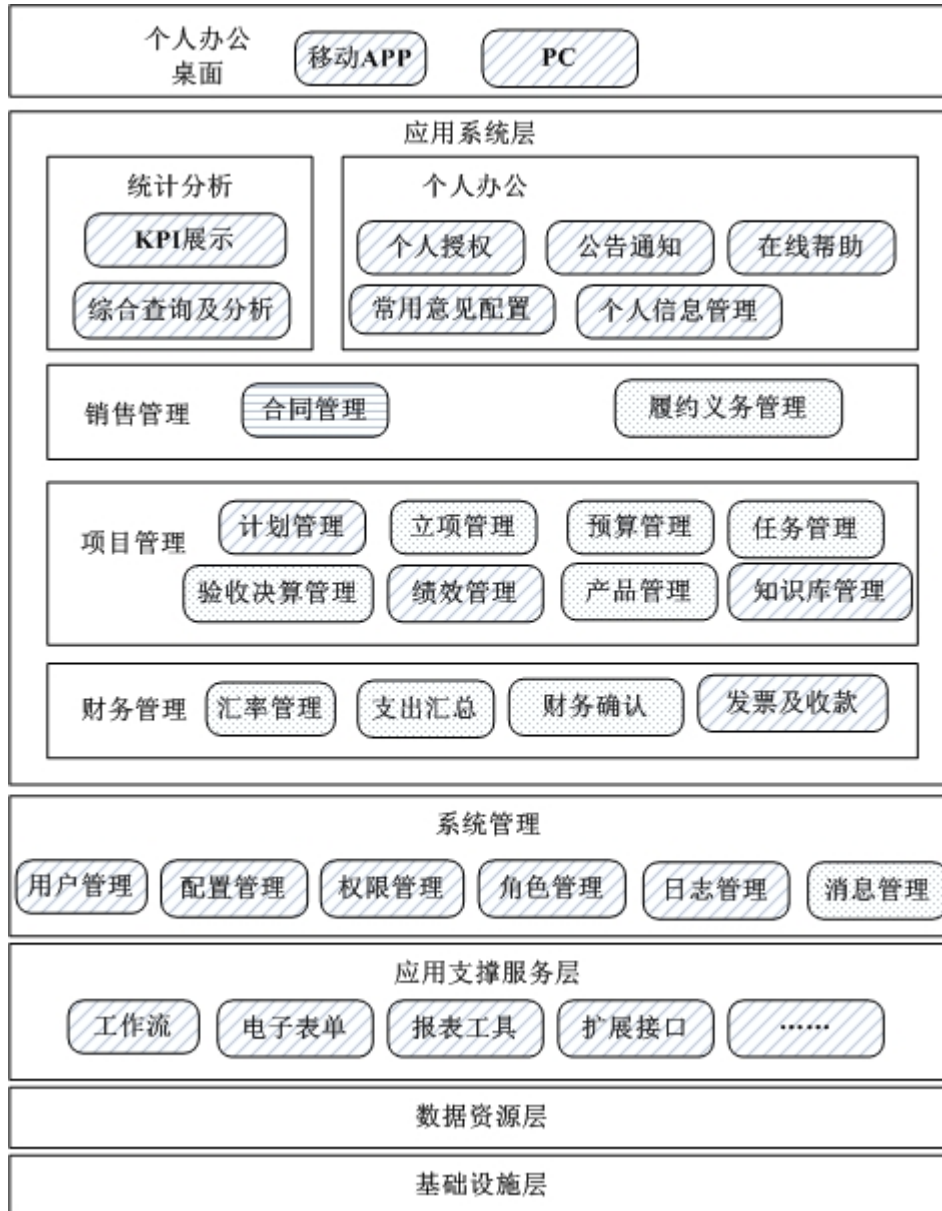 个人办公
桌面
移动APP
PC
应用系统层
统计分析
KPI展示
综合查询及分析
个人办公
个人授权
公告通知
在线帮助
常用意见配置
个人信息管理
销售管理
合同管理
履约义务管理
项目管理
计划管理
立项管理
预算管理
任务管理
验收决算管理
绩效管理
产品管理
知识库管理
财务管理
汇率管理
支出汇总
财务确认
发票及收款
系统管理
用户管理
配置管理
权限管理
角色管理
日志管理
消息管理
应用支撑服务层
工作流
电子表单
报表工具
扩展接口
······
数据资源层
基础设施层